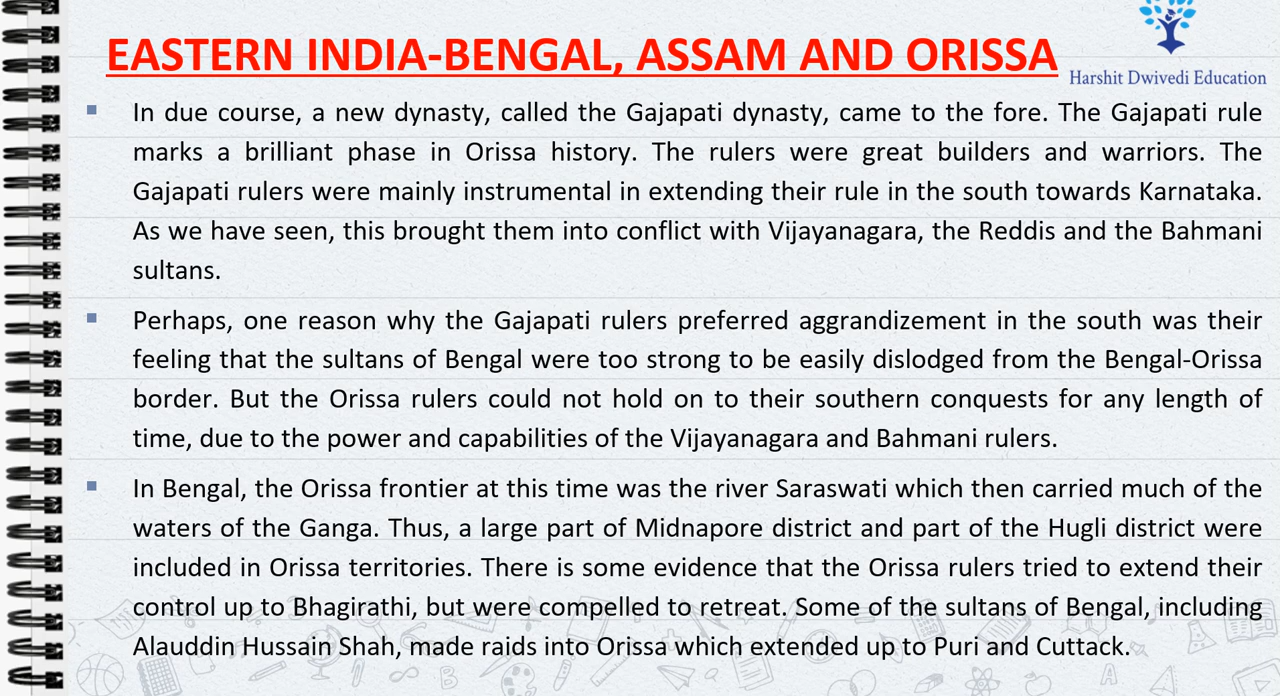 EASTERN INDIA-BENGAL, ASSAM AND ORISSA
Harshit Dwivedi Education
In due course, a new dynasty, called the Gajapati dynasty, came to the fore. The Gajapati rule
marks a brilliant phase in Orissa history. The rulers were great builders and warriors. The
Gajapati rulers were mainly instrumental in extending their rule in the south towards Karnataka.
As we have seen, this brought them into conflict with Vijayanagara, the Reddis and the Bahmani
sultans.
Perhaps, one reason why the Gajapati rulers preferred aggrandizement in the south was their
feeling that the sultans of Bengal were too strong to be easily dislodged from the Bengal-Orissa
border. But the Orissa rulers could not hold on to their southern conquests for any length of
time, due to the power and capabilities of the Vijayanagara and Bahmani rulers.
In Bengal, the Orissa frontier at this time was the river Saraswati which then carried much of the
waters of the Ganga. Thus, a large part of Midnapore district and part of the Hugli district were
included in Orissa territories. There is some evidence that the Orissa rulers tried to extend their
control up to Bhagirathi, but were compelled to retreat. Some of the sultans of Bengal, including
Alauddin Hussain Shah, made raids into Orissa which extended up to Puri and Cuttack.